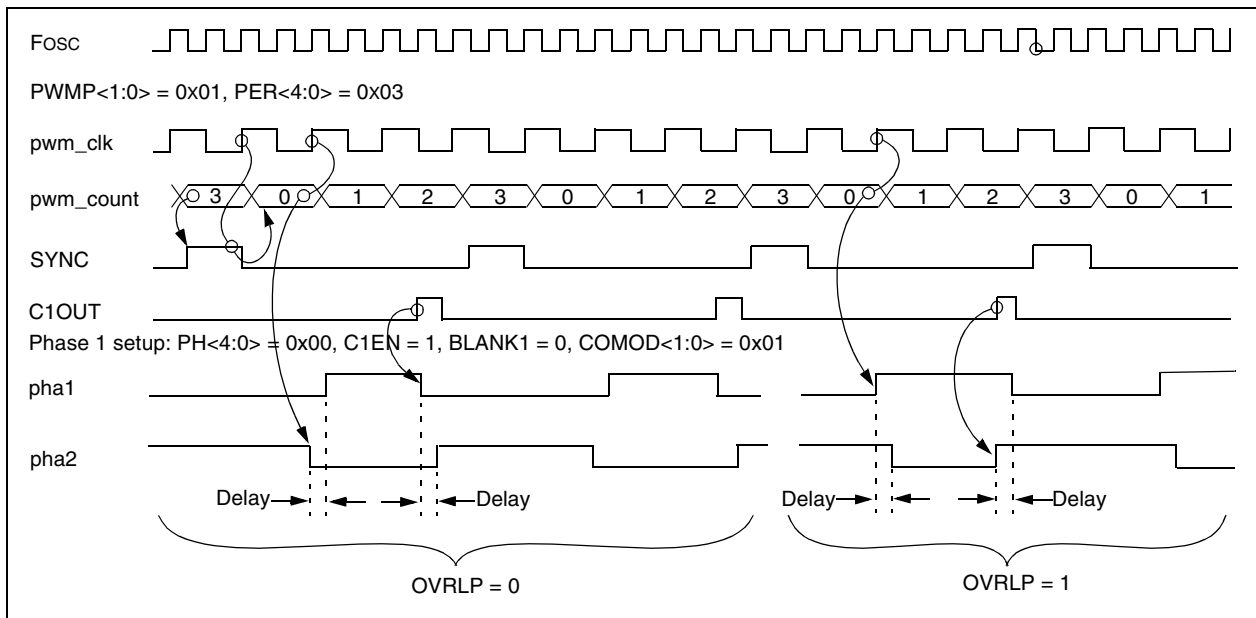 FOSC
PWMP<1:0> = 0x01, PER<4:0> = 0x03
pwm_clk
pwm_count 3 0 1 2 3 0 1 2 3 0 1 2 3 0 1
SYNC
C1OUT
Phase 1 setup: PH<4:0> = 0x00, C1EN = 1, BLANK1 = 0, COMOD<1:0> = 0x01
pha1
pha2
Delay Delay Delay Delay
OVRLP = 0 OVRLP = 1